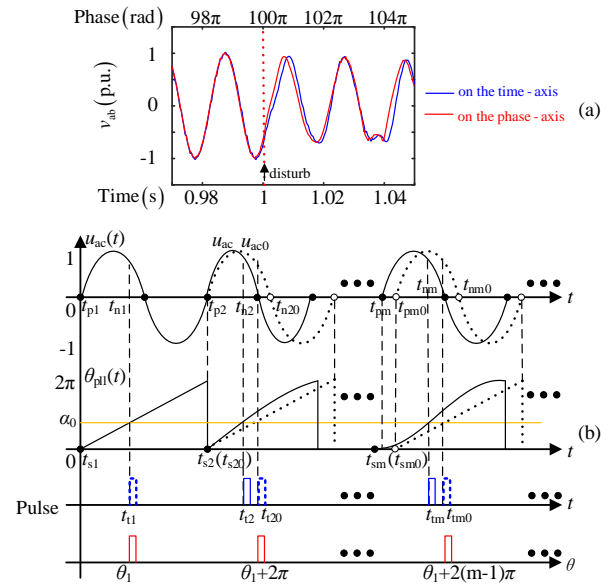 Phase (rad) 98π 100π 102π 104π
v_ab (p.u.)
1
0
-1
on the time - axis
on the phase - axis
(a)
disturb
Time(s) 0.98 1 1.02 1.04
u_ac(t) u_ac u_ac0
1
t_p1 t_n1 t_p2 t_n2 t_n20 t_pm t_pm0 t_nm t_nm0 t
0
-1
θ_pll(t)
2π
α_0
(b)
0 t_s1 t_s2(t_s20) t_sm(t_sm0) t
Pulse t_t1 t_t2 t_t20 t_tm t_tm0 t
θ_1 θ_1+2π θ_1+2(m-1)π θ